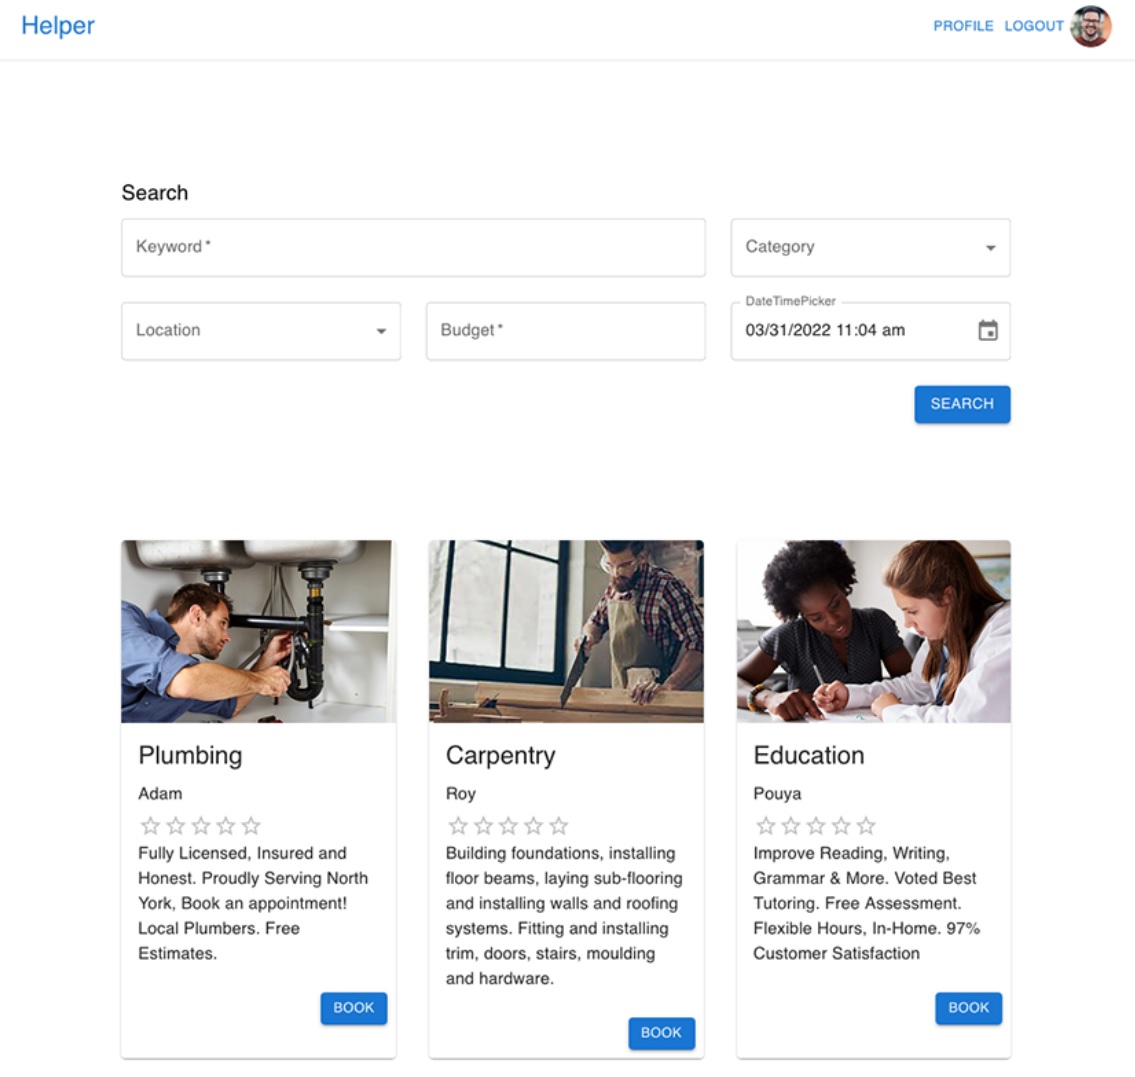 Helper
PROFILE LOGOUT
Search
Keyword *
Category
Location
Budget *
DateTimePicker
03/31/2022 11:04 am
SEARCH
Plumbing
Adam
Fully Licensed, Insured and
Honest. Proudly Serving North
York, Book an appointment!
Local Plumbers. Free
Estimates.
BOOK
Carpentry
Roy
Building foundations, installing
floor beams, laying sub-flooring
and installing walls and roofing
systems. Fitting and installing
trim, doors, stairs, moulding
and hardware.
BOOK
Education
Pouya
Improve Reading, Writing,
Grammar & More. Voted Best
Tutoring. Free Assessment.
Flexible Hours, In-Home. 97%
Customer Satisfaction
BOOK